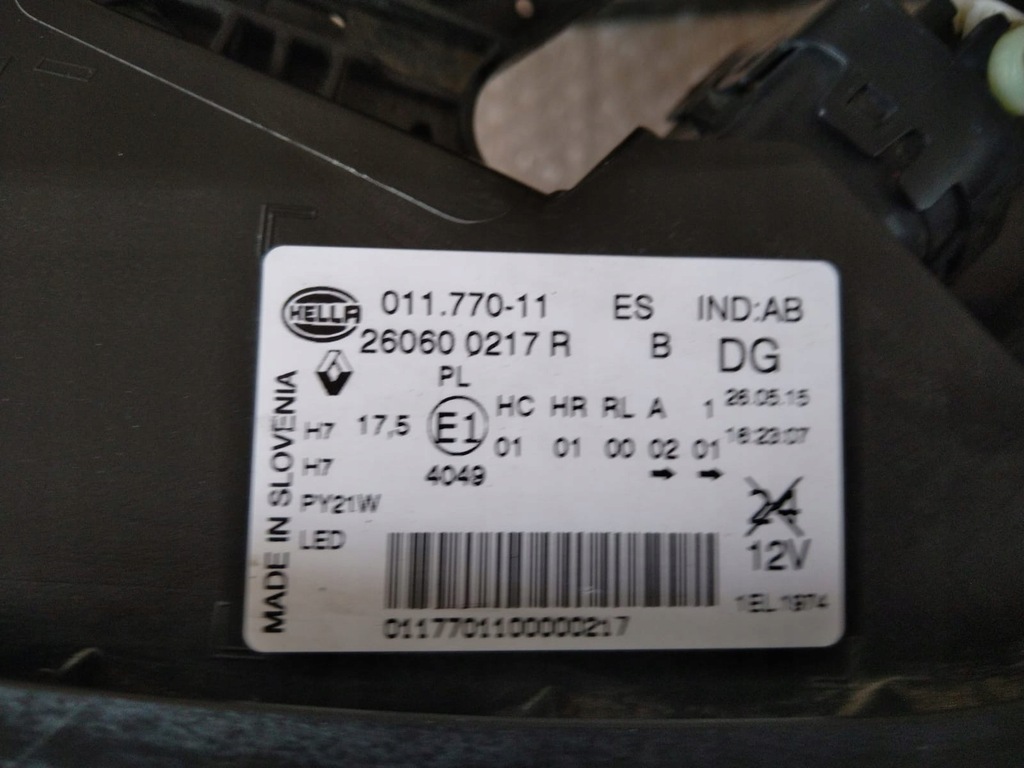 HELLA 011.770-11 ES IND:AB
26060 0217 R B DG
PL
H7 17,5 E1 HC HR RL A 1 26.05.15
01 01 00 02 01 16:23:07
H7 4049
PY21W 24
LED 12V
1EL 1974
0117701100000217
MADE IN SLOVENIA